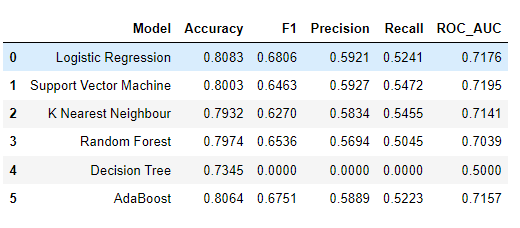 Model Accuracy F1 Precision Recall ROC_AUC
0 Logistic Regression 0.8083 0.6806 0.5921 0.5241 0.7176
1 Support Vector Machine 0.8003 0.6463 0.5927 0.5472 0.7195
2 K Nearest Neighbour 0.7932 0.6270 0.5834 0.5455 0.7141
3 Random Forest 0.7974 0.6536 0.5694 0.5045 0.7039
4 Decision Tree 0.7345 0.0000 0.0000 0.0000 0.5000
5 AdaBoost 0.8064 0.6751 0.5889 0.5223 0.7157